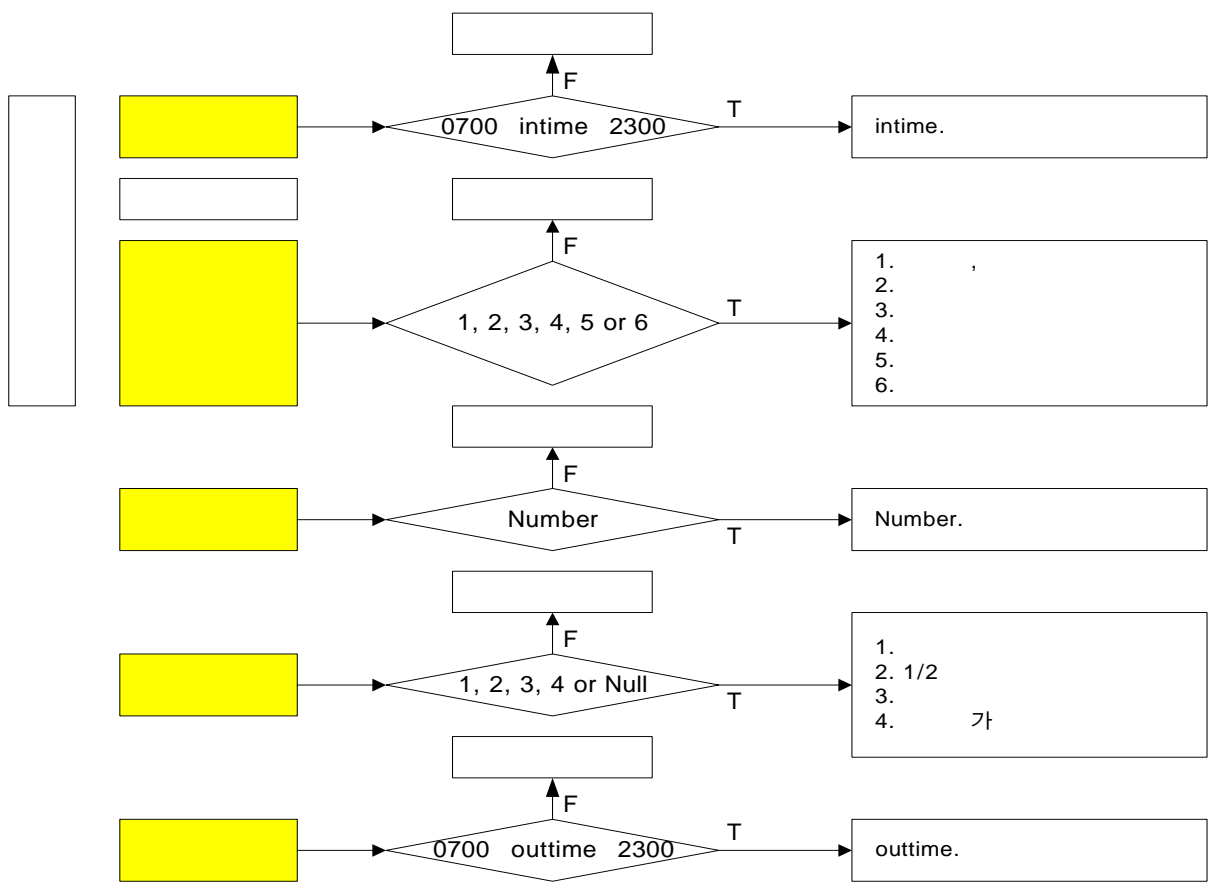 F
0700 intime 2300
T
intime.
F
1, 2, 3, 4, 5 or 6
T
1. ,
2.
3.
4.
5.
6.
F
Number
T
Number.
F
1, 2, 3, 4 or Null
T
1.
2. 1/2
3.
4. 가
F
0700 outtime 2300
T
outtime.